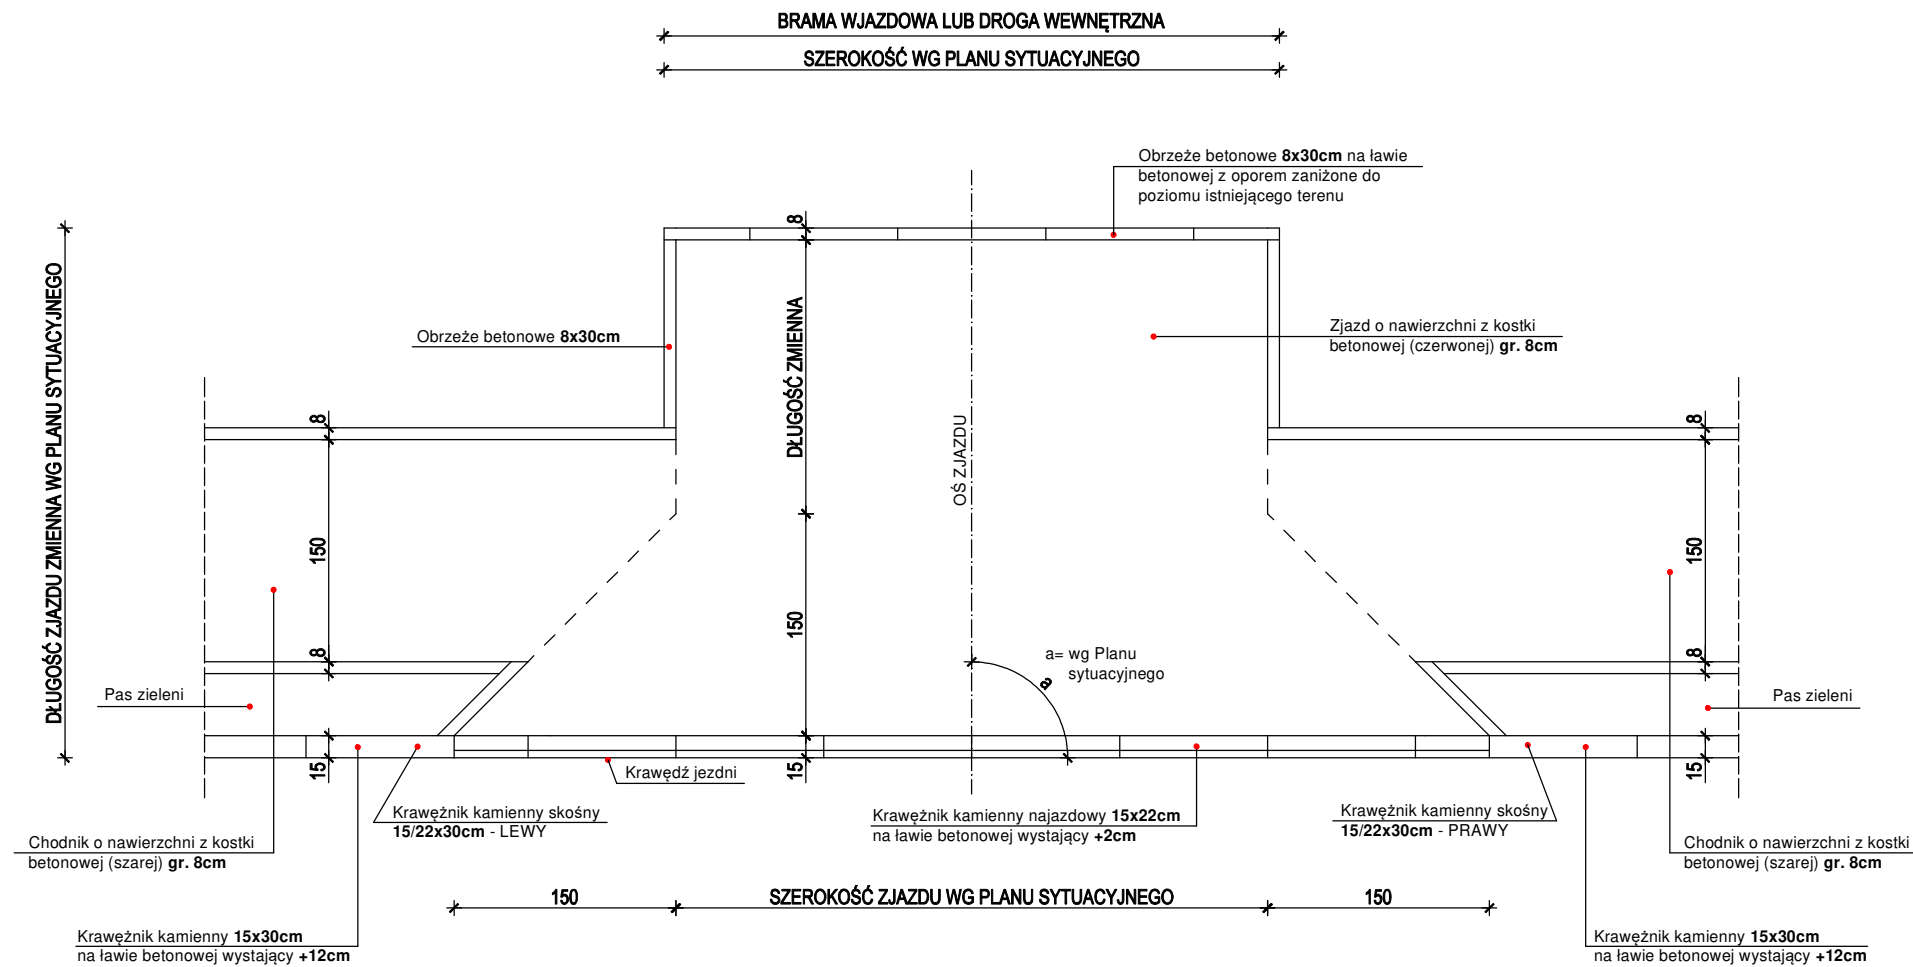 BRAMA WJAZDOWA LUB DROGA WEWNĘTRZNA
SZEROKOŚĆ WG PLANU SYTUACYJNEGO
Obrzeże betonowe 8x30cm na ławie
betonowej z oporem zaniżone do
poziomu istniejącego terenu
8
DŁUGOŚĆ ZJAZDU ZMIENNA WG PLANU SYTUACYJNEGO
Obrzeże betonowe 8x30cm
DŁUGOŚĆ ZMIENNA
Zjazd o nawierzchni z kostki
betonowej (czerwonej) gr. 8cm
OŚ ZJAZDU
8
8
150
150
150
8
8
a= wg Planu
sytuacyjnego
a
Pas zieleni
Pas zieleni
15
15
15
Krawędź jezdni
Krawężnik kamienny skośny
15/22x30cm - LEWY
Krawężnik kamienny najazdowy 15x22cm
na ławie betonowej wystający +2cm
Krawężnik kamienny skośny
15/22x30cm - PRAWY
Chodnik o nawierzchni z kostki
betonowej (szarej) gr. 8cm
Chodnik o nawierzchni z kostki
betonowej (szarej) gr. 8cm
150
SZEROKOŚĆ ZJAZDU WG PLANU SYTUACYJNEGO
150
Krawężnik kamienny 15x30cm
na ławie betonowej wystający +12cm
Krawężnik kamienny 15x30cm
na ławie betonowej wystający +12cm